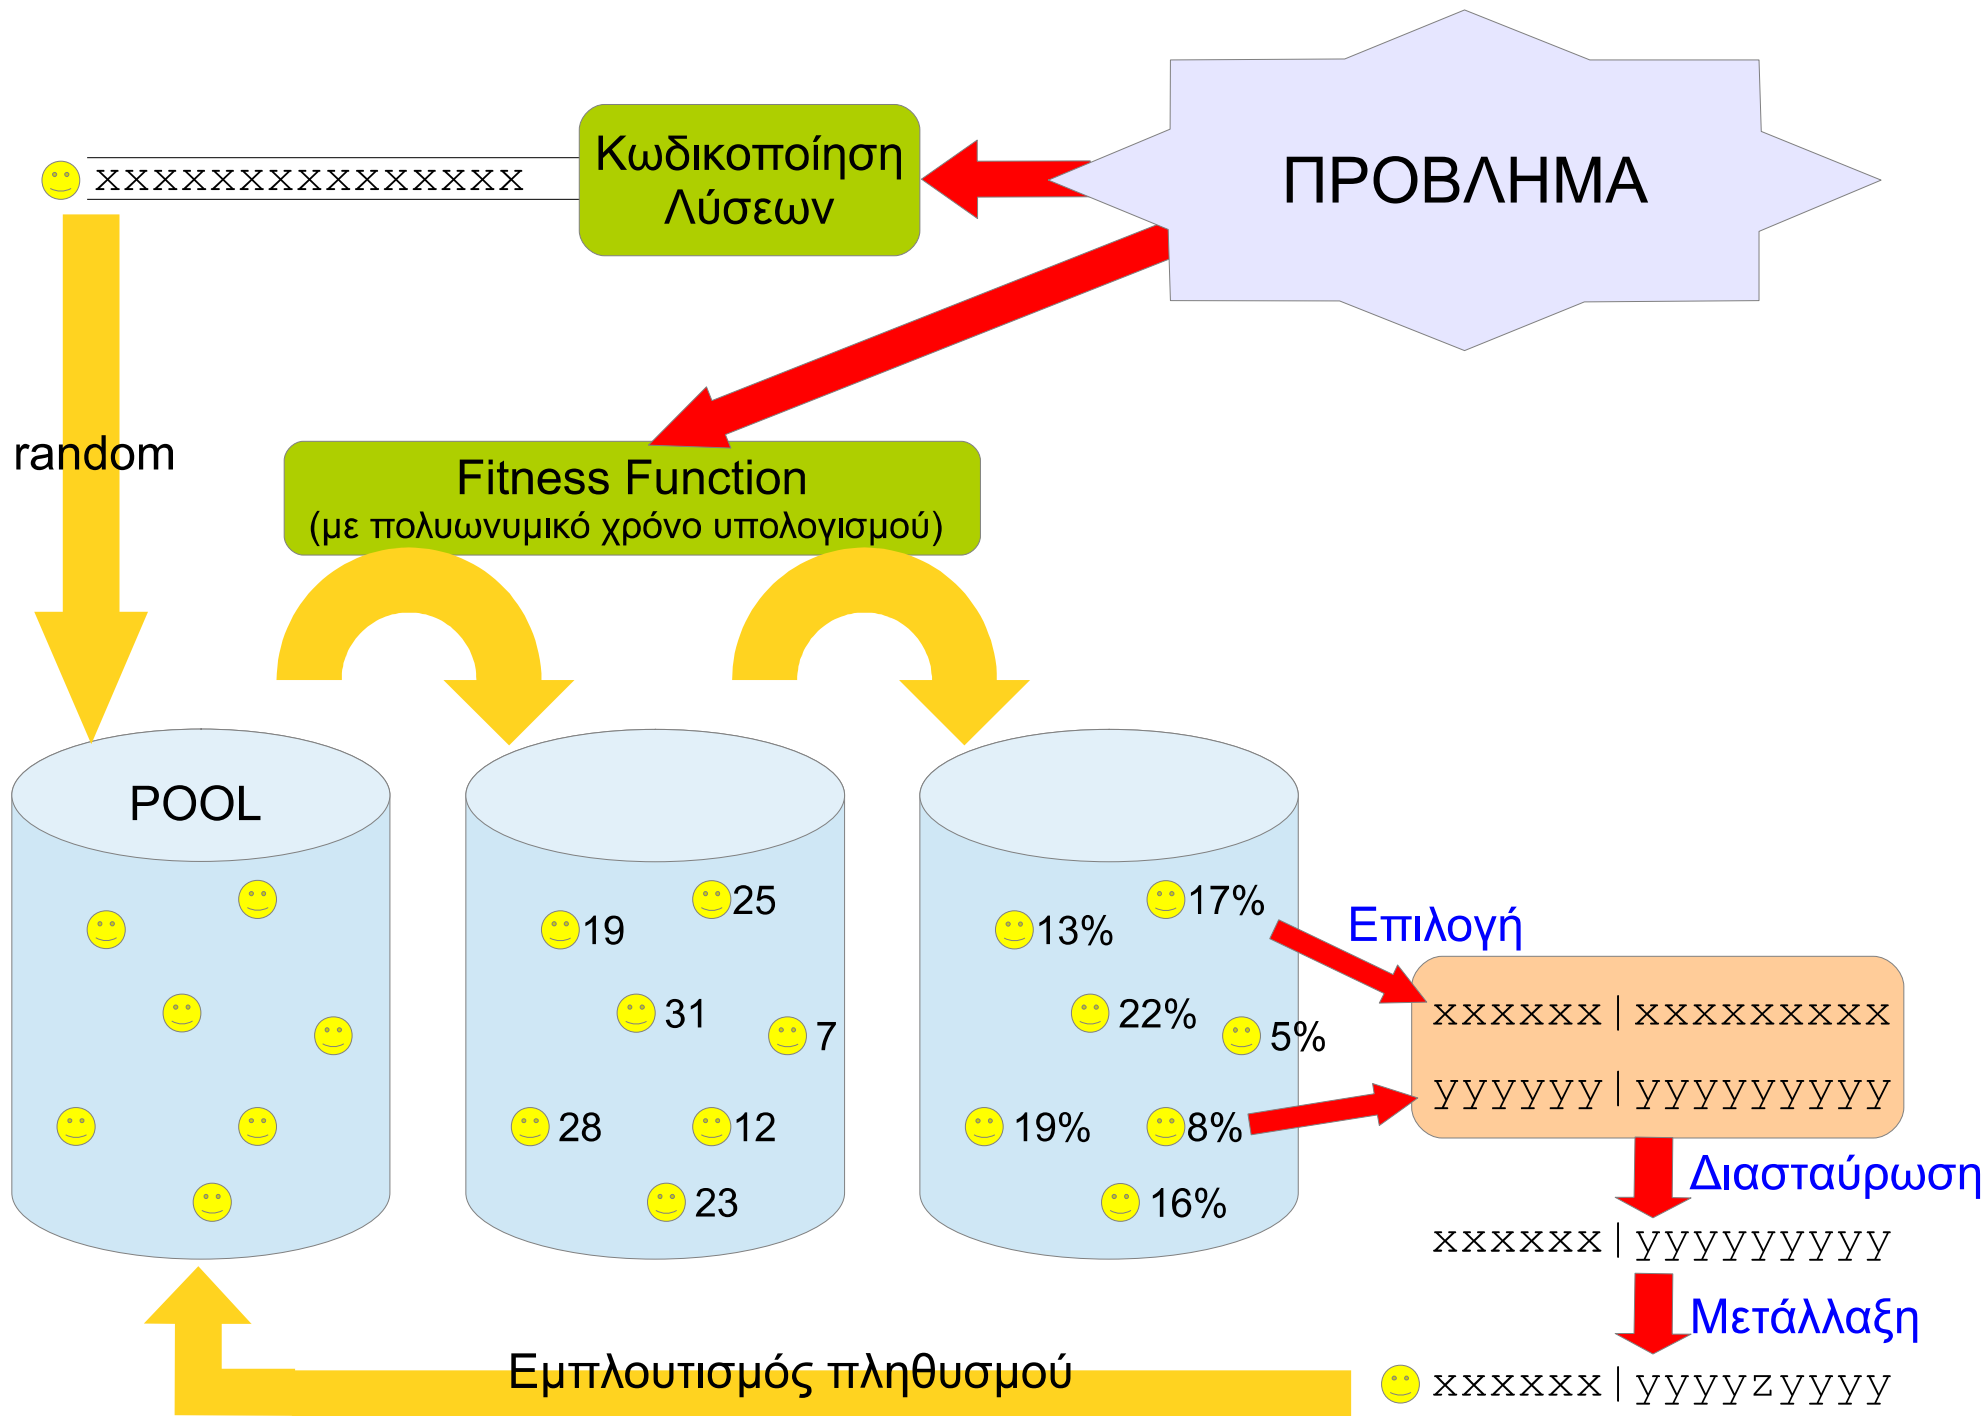 ΠΡΟΒΛΗΜΑ
Κωδικοποίηση
Λύσεων
xxxxxxxxxxxxxxx
random
Fitness Function
(με πολυωνυμικό χρόνο υπολογισμού)
POOL
25
19
31
7
28
12
23
17%
13%
22%
5%
19%
8%
16%
Επιλογή
xxxxxx|xxxxxxxxx
yyyyyy|yyyyyyyyy
Διασταύρωση
xxxxxx|yyyyyyyyy
Μετάλλαξη
xxxxxx|yyyyzyyyy
Εμπλουτισμός πληθυσμού